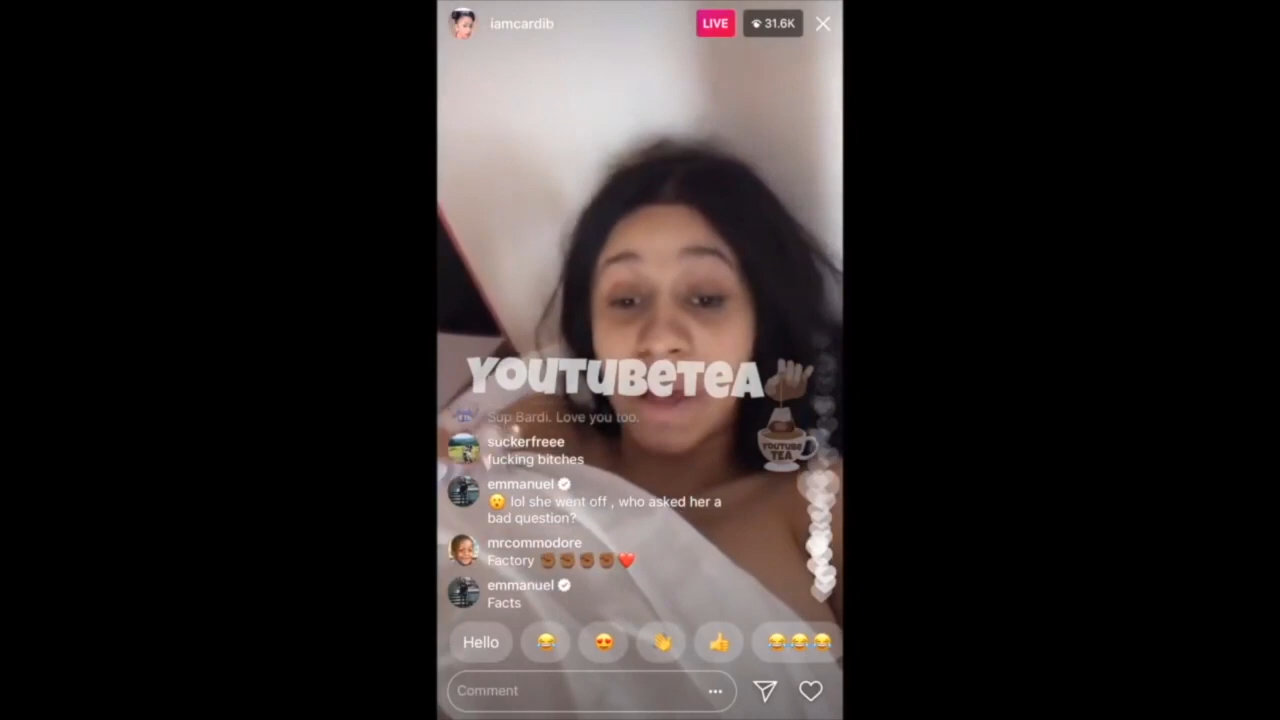 iamcardib
LIVE
31.6K
YOUTUBETEA
Sup Bardi. Love you too.
YOUTUBE
TEA
suckerfreee
fucking bitches
emmanuel
😮 lol she went off , who asked her a
bad question?
mrcommodore
Factory ✊🏾✊🏾✊🏾✊🏾❤️
emmanuel
Facts
Hello 😂 😍 👋 👍 😂😂😂
Comment